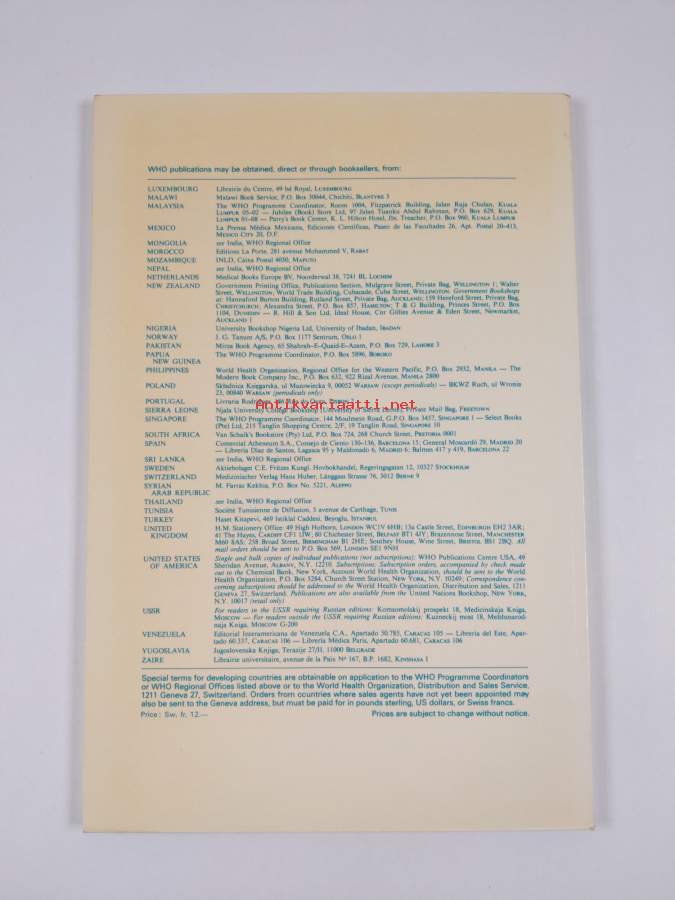 WHO publications may be obtained, direct or through booksellers, from:
LUXEMBOURG Librairie du Centre, 49 bd Royal, LUXEMBOURG
MALAWI Malawi Book Service, P.O. Box 30044, Chichiri, BLANTYRE 3
MALAYSIA The WHO Programme Coordinator, Room 1004, Fitzpatrick Building, Jalan Raja Chulan, KUALA
LUMPUR 05-02 — Jubilee (Book) Store Ltd, 97 Jalan Tuanku Abdul Rahman, P.O. Box 629, KUALA
LUMPUR 01-08 — Parry's Book Center, K. L. Hilton Hotel, Jln. Treacher, P.O. Box 960, KUALA LUMPUR
MEXICO La Prensa Médica Mexicana, Ediciones Científicas, Paseo de las Facultades 26, Apt. Postal 20-413,
MEXICO CITY 20, D.F.
MONGOLIA see India, WHO Regional Office
MOROCCO Editions La Porte, 281 avenue Mohammed V, RABAT
MOZAMBIQUE INLD, Caixa Postal 4030, MAPUTO
NEPAL see India, WHO Regional Office
NETHERLANDS Medical Books Europe BV, Noorderwal 38, 7241 BL LOCHEM
NEW ZEALAND Government Printing Office, Publications Section, Mulgrave Street, Private Bag, WELLINGTON 1; Walter
Street, WELLINGTON; World Trade Building, Cubacade, Cuba Street, WELLINGTON. Government Bookshops
at: Hannaford Burton Building, Rutland Street, Private Bag, AUCKLAND; 159 Hereford Street, Private Bag,
CHRISTCHURCH; Alexandra Street, P.O. Box 857, HAMILTON; T & G Building, Princes Street, P.O. Box
1104, DUNEDIN — R. Hill & Son Ltd, Ideal House, Cnr Gillies Avenue & Eden Street, Newmarket,
AUCKLAND 1
NIGERIA University Bookshop Nigeria Ltd, University of Ibadan, IBADAN
NORWAY J. G. Tanum A/S, P.O. Box 1177 Sentrum, OSLO 1
PAKISTAN Mirza Book Agency, 65 Shahrah–E–Quaid–E–Azam, P.O. Box 729, LAHORE 3
PAPUA The WHO Programme Coordinator, P.O. Box 5896, BOROKO
NEW GUINEA
PHILIPPINES World Health Organization, Regional Office for the Western Pacific, P.O. Box 2932, MANILA — The
Modern Book Company Inc., P.O. Box 632, 922 Rizal Avenue, MANILA 2800
POLAND Składnica Księgarska, ul Mazowiecka 9, 00052 WARSAW (except periodicals) — BKWZ Ruch, ul Wronia
23, 00840 WARSAW (periodicals only)
PORTUGAL Livraria Rodrigues, 186 Rua do Ouro, LISBON
Antikvariaatti.net
SIERRA LEONE Njala University College Bookshop (University of Sierra Leone), Private Mail Bag, FREETOWN
SINGAPORE The WHO Programme Coordinator, 144 Moulmein Road, G.P.O. Box 3457, SINGAPORE 1 — Select Books
(Pte) Ltd, 215 Tanglin Shopping Centre, 2/F, 19 Tanglin Road, SINGAPORE 10
SOUTH AFRICA Van Schaik's Bookstore (Pty) Ltd, P.O. Box 724, 268 Church Street, PRETORIA 0001
SPAIN Comercial Atheneum S.A., Consejo de Ciento 130-136, BARCELONA 15; General Moscardó 29, MADRID 20
— Librería Díaz de Santos, Lagasca 95 y Maldonado 6, MADRID 6; Balmes 417 y 419, BARCELONA 22
SRI LANKA see India, WHO Regional Office
SWEDEN Aktiebolaget C.E. Fritzes Kungl. Hovbokhandel, Regeringsgatan 12, 10327 STOCKHOLM
SWITZERLAND Medizinischer Verlag Hans Huber, Länggass Strasse 76, 3012 BERNE 9
SYRIAN M. Farras Kekhia, P.O. Box No. 5221, ALEPPO
ARAB REPUBLIC
THAILAND see India, WHO Regional Office
TUNISIA Société Tunisienne de Diffusion, 5 avenue de Carthage, TUNIS
TURKEY Haset Kitapevi, 469 Istiklal Caddesi, Beyoglu, ISTANBUL
UNITED H.M. Stationery Office: 49 High Holborn, LONDON WC1V 6HB; 13a Castle Street, EDINBURGH EH2 3AR;
KINGDOM 41 The Hayes, CARDIFF CF1 1JW; 80 Chichester Street, BELFAST BT1 4JY; Brazennose Street, MANCHESTER
M60 8AS; 258 Broad Street, BIRMINGHAM B1 2HE; Southey House, Wine Street, BRISTOL BS1 2BQ. All
mail orders should be sent to P.O. Box 569, LONDON SE1 9NH
UNITED STATES Single and bulk copies of individual publications (not subscriptions): WHO Publications Centre USA, 49
OF AMERICA Sheridan Avenue, ALBANY, N.Y. 12210. Subscriptions: Subscription orders, accompanied by check made
out to the Chemical Bank, New York, Account World Health Organization, should be sent to the World
Health Organization, P.O. Box 5284, Church Street Station, NEW YORK, N.Y. 10249; Correspondence con-
cerning subscriptions should be addressed to the World Health Organization, Distribution and Sales, 1211
GENEVA 27, Switzerland. Publications are also available from the United Nations Bookshop, NEW YORK,
N.Y. 10017 (retail only)
USSR For readers in the USSR requiring Russian editions: Komsomolskij prospekt 18, Medicinskaja Kniga,
MOSCOW — For readers outside the USSR requiring Russian editions: Kuzneckij most 18, Meždunarod-
naja Kniga, MOSCOW G-200
VENEZUELA Editorial Interamericana de Venezuela C.A., Apartado 50.785, CARACAS 105 — Librería del Este, Apar-
tado 60.337, CARACAS 106 — Librería Médica Paris, Apartado 60.681, CARACAS 106
YUGOSLAVIA Jugoslovenska Knjiga, Terazije 27/II, 11000 BELGRADE
ZAIRE Librairie universitaire, avenue de la Paix N° 167, B.P. 1682, KINSHASA I
Special terms for developing countries are obtainable on application to the WHO Programme Coordinators
or WHO Regional Offices listed above or to the World Health Organization, Distribution and Sales Service,
1211 Geneva 27, Switzerland. Orders from countries where sales agents have not yet been appointed may
also be sent to the Geneva address, but must be paid for in pounds sterling, US dollars, or Swiss francs.
Price: Sw. fr. 12.— Prices are subject to change without notice.